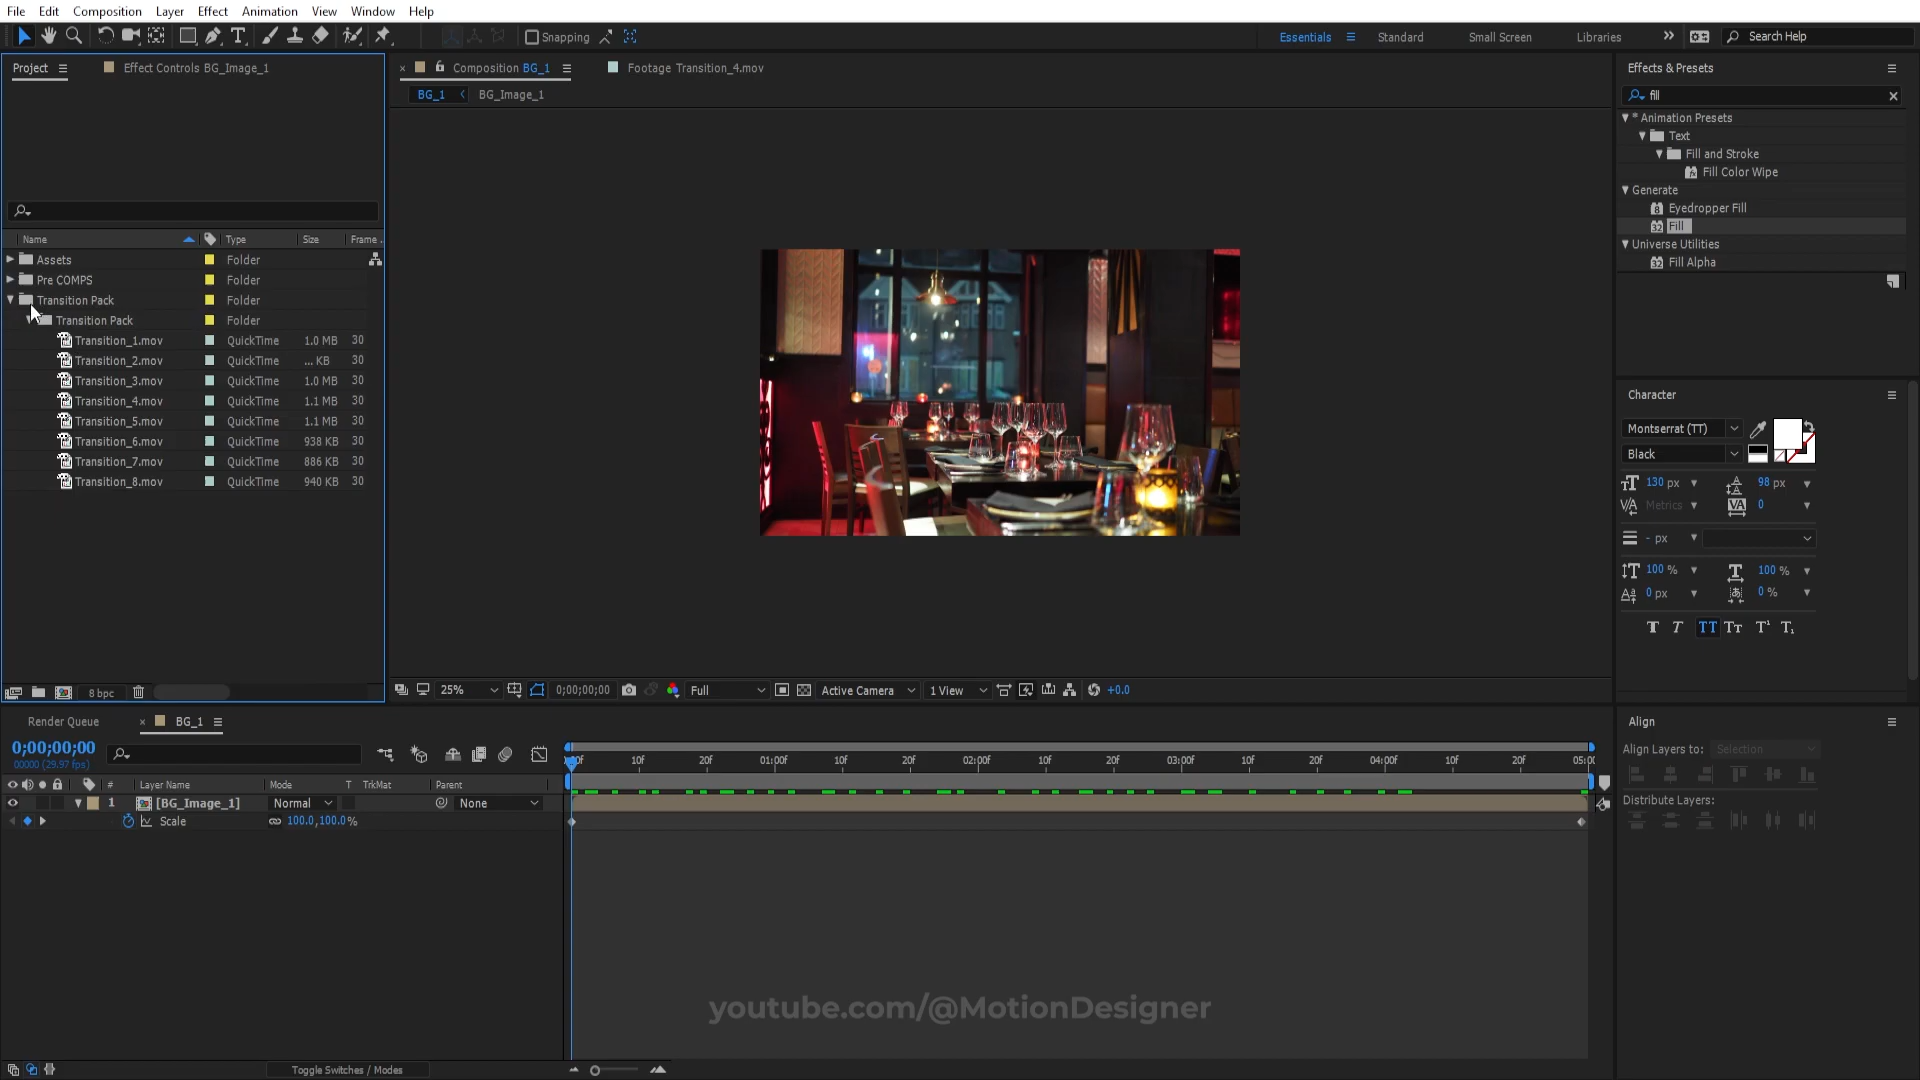 File Edit Composition Layer Effect Animation View Window Help
Snapping
Essentials Standard Small Screen Libraries Search Help
Project Effect Controls BG_Image_1
Composition BG_1 Footage Transition_4.mov
BG_1 BG_Image_1
Name Type Size Frame ..
Assets Folder
Pre COMPS Folder
Transition Pack Folder
Transition Pack Folder
Transition_1.mov QuickTime 1.0 MB 30
Transition_2.mov QuickTime ... KB 30
Transition_3.mov QuickTime 1.0 MB 30
Transition_4.mov QuickTime 1.1 MB 30
Transition_5.mov QuickTime 1.1 MB 30
Transition_6.mov QuickTime 938 KB 30
Transition_7.mov QuickTime 886 KB 30
Transition_8.mov QuickTime 940 KB 30
8 bpc
25% 0;00;00;00 Full Active Camera 1 View +0.0
Effects & Presets
fill
* Animation Presets
Text
Fill and Stroke
Fill Color Wipe
Generate
Eyedropper Fill
Fill
Universe Utilities
Fill Alpha
Character
Montserrat (TT)
Black
130 px 98 px
Metrics 0
- px
100 % 100 %
0 px 0 %
Render Queue BG_1
0;00;00;00
00000 (29.97 fps)
# Layer Name Mode T TrkMat Parent
1 [BG_Image_1] Normal None
Scale 100.0,100.0%
10f 20f 01:00f 10f 20f 02:00f 10f 20f 03:00f 10f 20f 04:00f 10f 20f 05:00
Align
Align Layers to: Selection
Distribute Layers:
youtube.com/@MotionDesigner
Toggle Switches / Modes